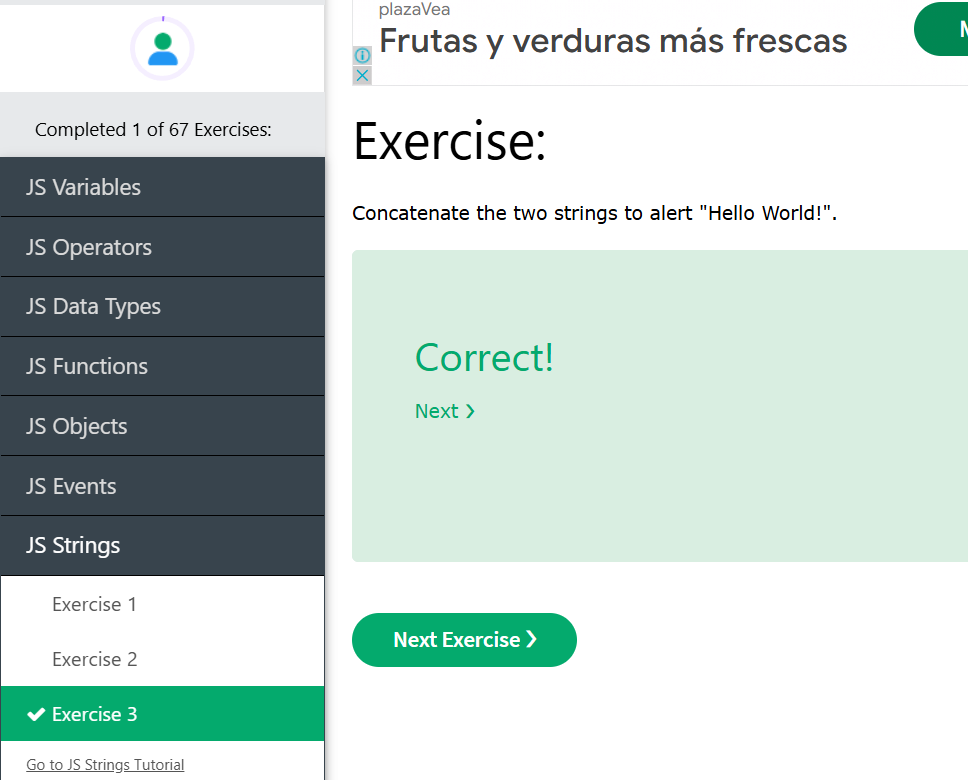 plazaVea
Frutas y verduras más frescas
Completed 1 of 67 Exercises:
JS Variables
JS Operators
JS Data Types
JS Functions
JS Objects
JS Events
JS Strings
Exercise 1
Exercise 2
Exercise 3
Go to JS Strings Tutorial
Exercise:
Concatenate the two strings to alert "Hello World!".
Correct!
Next ❯
Next Exercise ❯